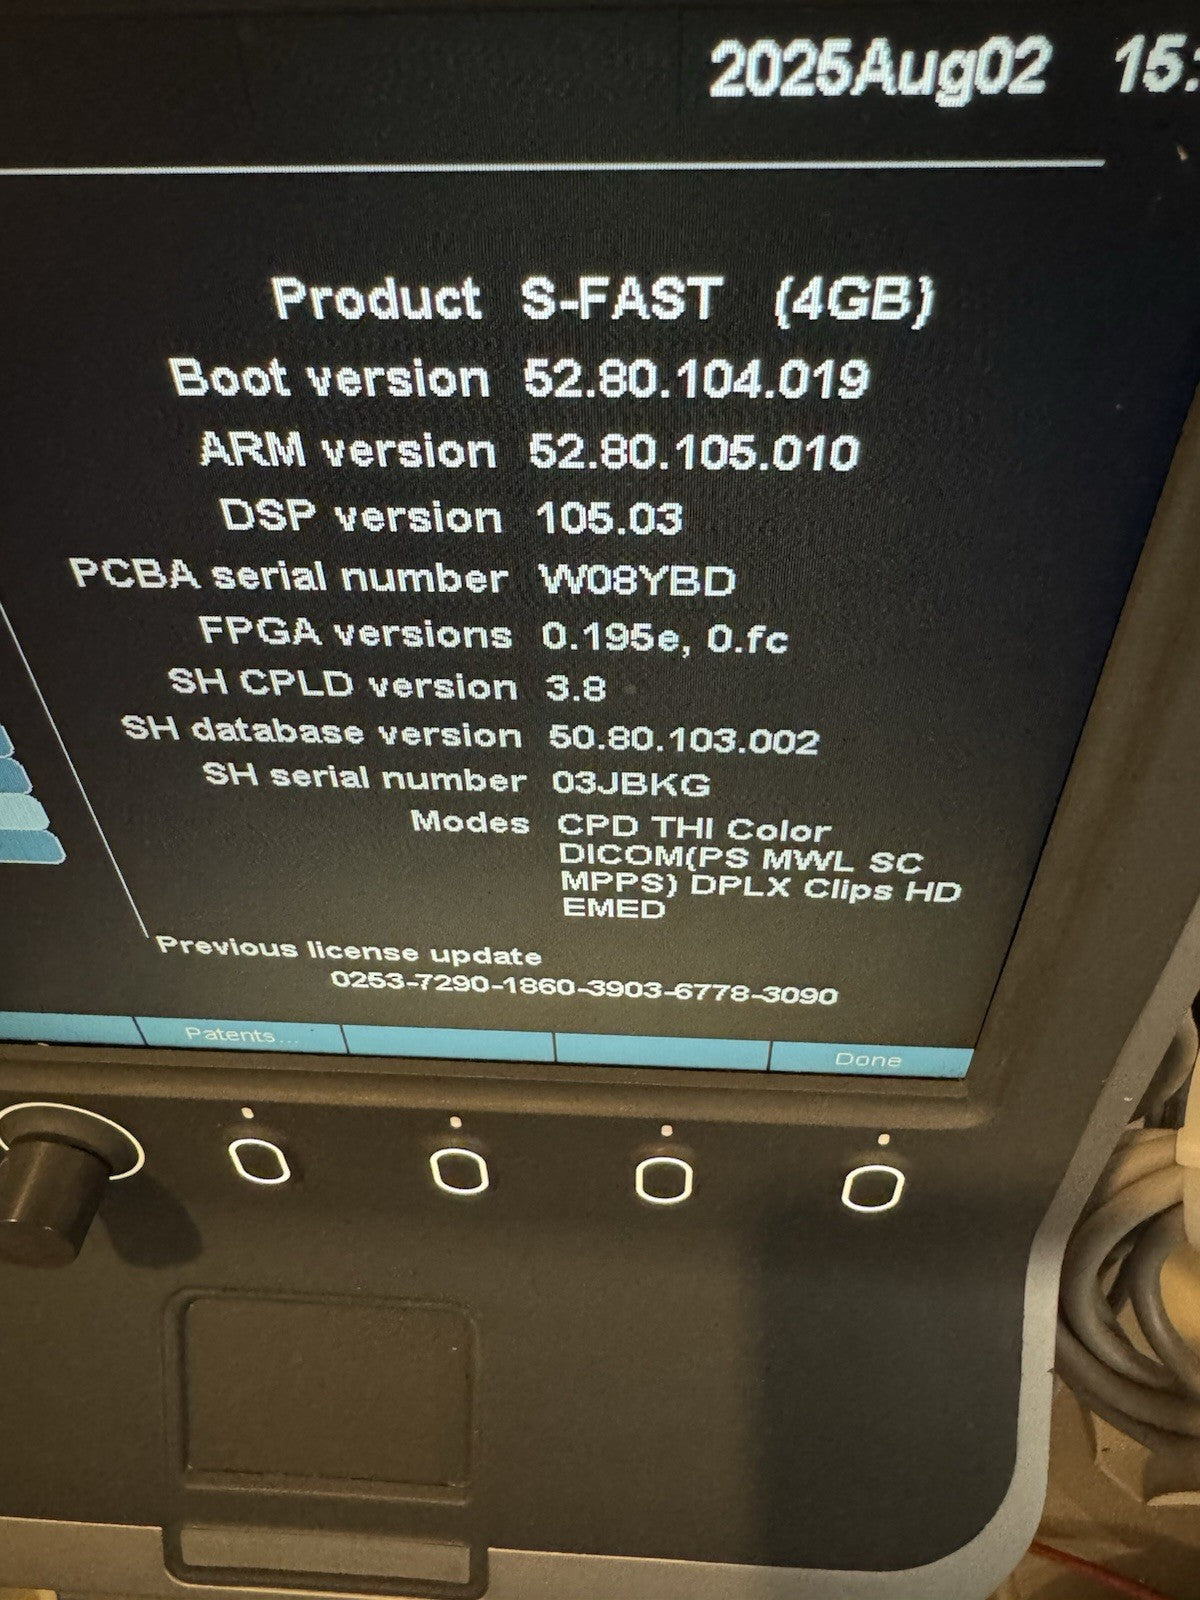 2025Aug02 15:
Product S-FAST (4GB)
Boot version 52.80.104.019
ARM version 52.80.105.010
DSP version 105.03
PCBA serial number W08YBD
FPGA versions 0.195e, 0.fc
SH CPLD version 3.8
SH database version 50.80.103.002
SH serial number 03JBKG
Modes CPD THI Color
DICOM(PS MWL SC
MPPS) DPLX Clips HD
EMED
Previous license update
0253-7290-1860-3903-6778-3090
Patents...
Done